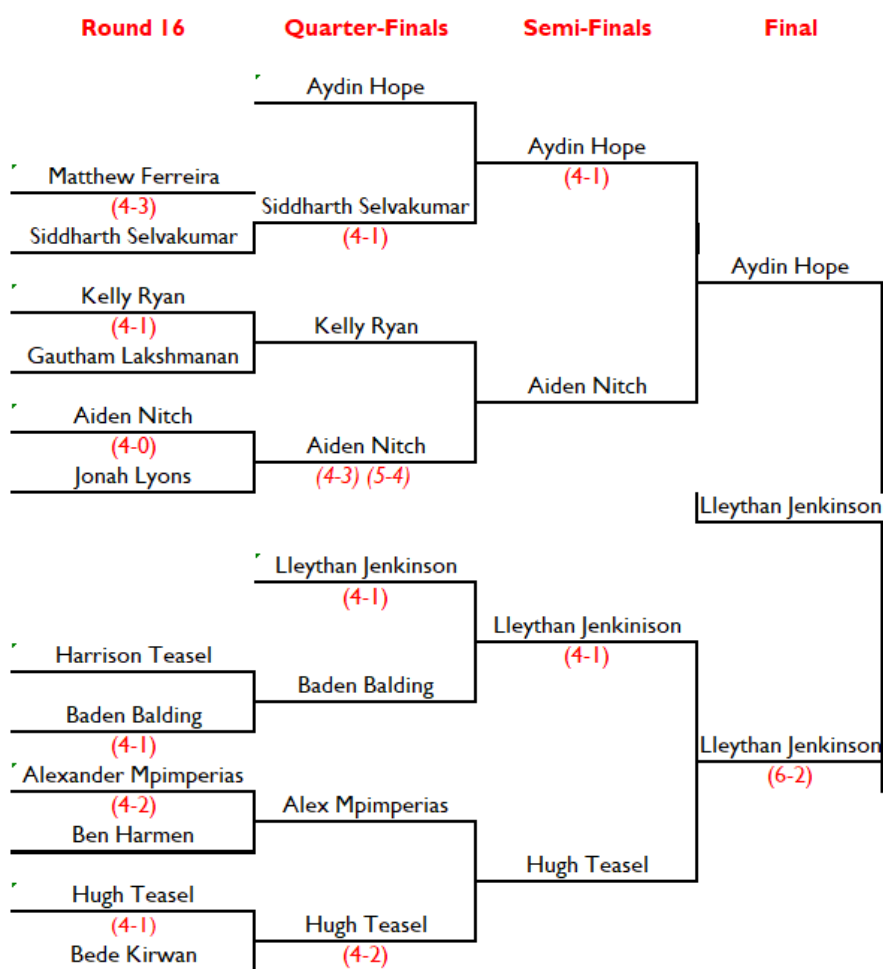 Round 16 Quarter-Finals Semi-Finals Final
Aydin Hope
Aydin Hope
(4-1)
Matthew Ferreira
(4-3)
Siddharth Selvakumar
(4-1)
Siddharth Selvakumar
Aydin Hope
Kelly Ryan
(4-1)
Gautham Lakshmanan
Kelly Ryan
Aiden Nitch
Aiden Nitch
(4-0)
Jonah Lyons
Aiden Nitch
(4-3) (5-4)
Lleythan Jenkinson
Lleythan Jenkinson
(4-1)
Lleythan Jenkinison
(4-1)
Harrison Teasel
Baden Balding
(4-1)
Baden Balding
Lleythan Jenkinson
(6-2)
Alexander Mpimperias
(4-2)
Ben Harmen
Alex Mpimperias
Hugh Teasel
Hugh Teasel
(4-1)
Bede Kirwan
Hugh Teasel
(4-2)